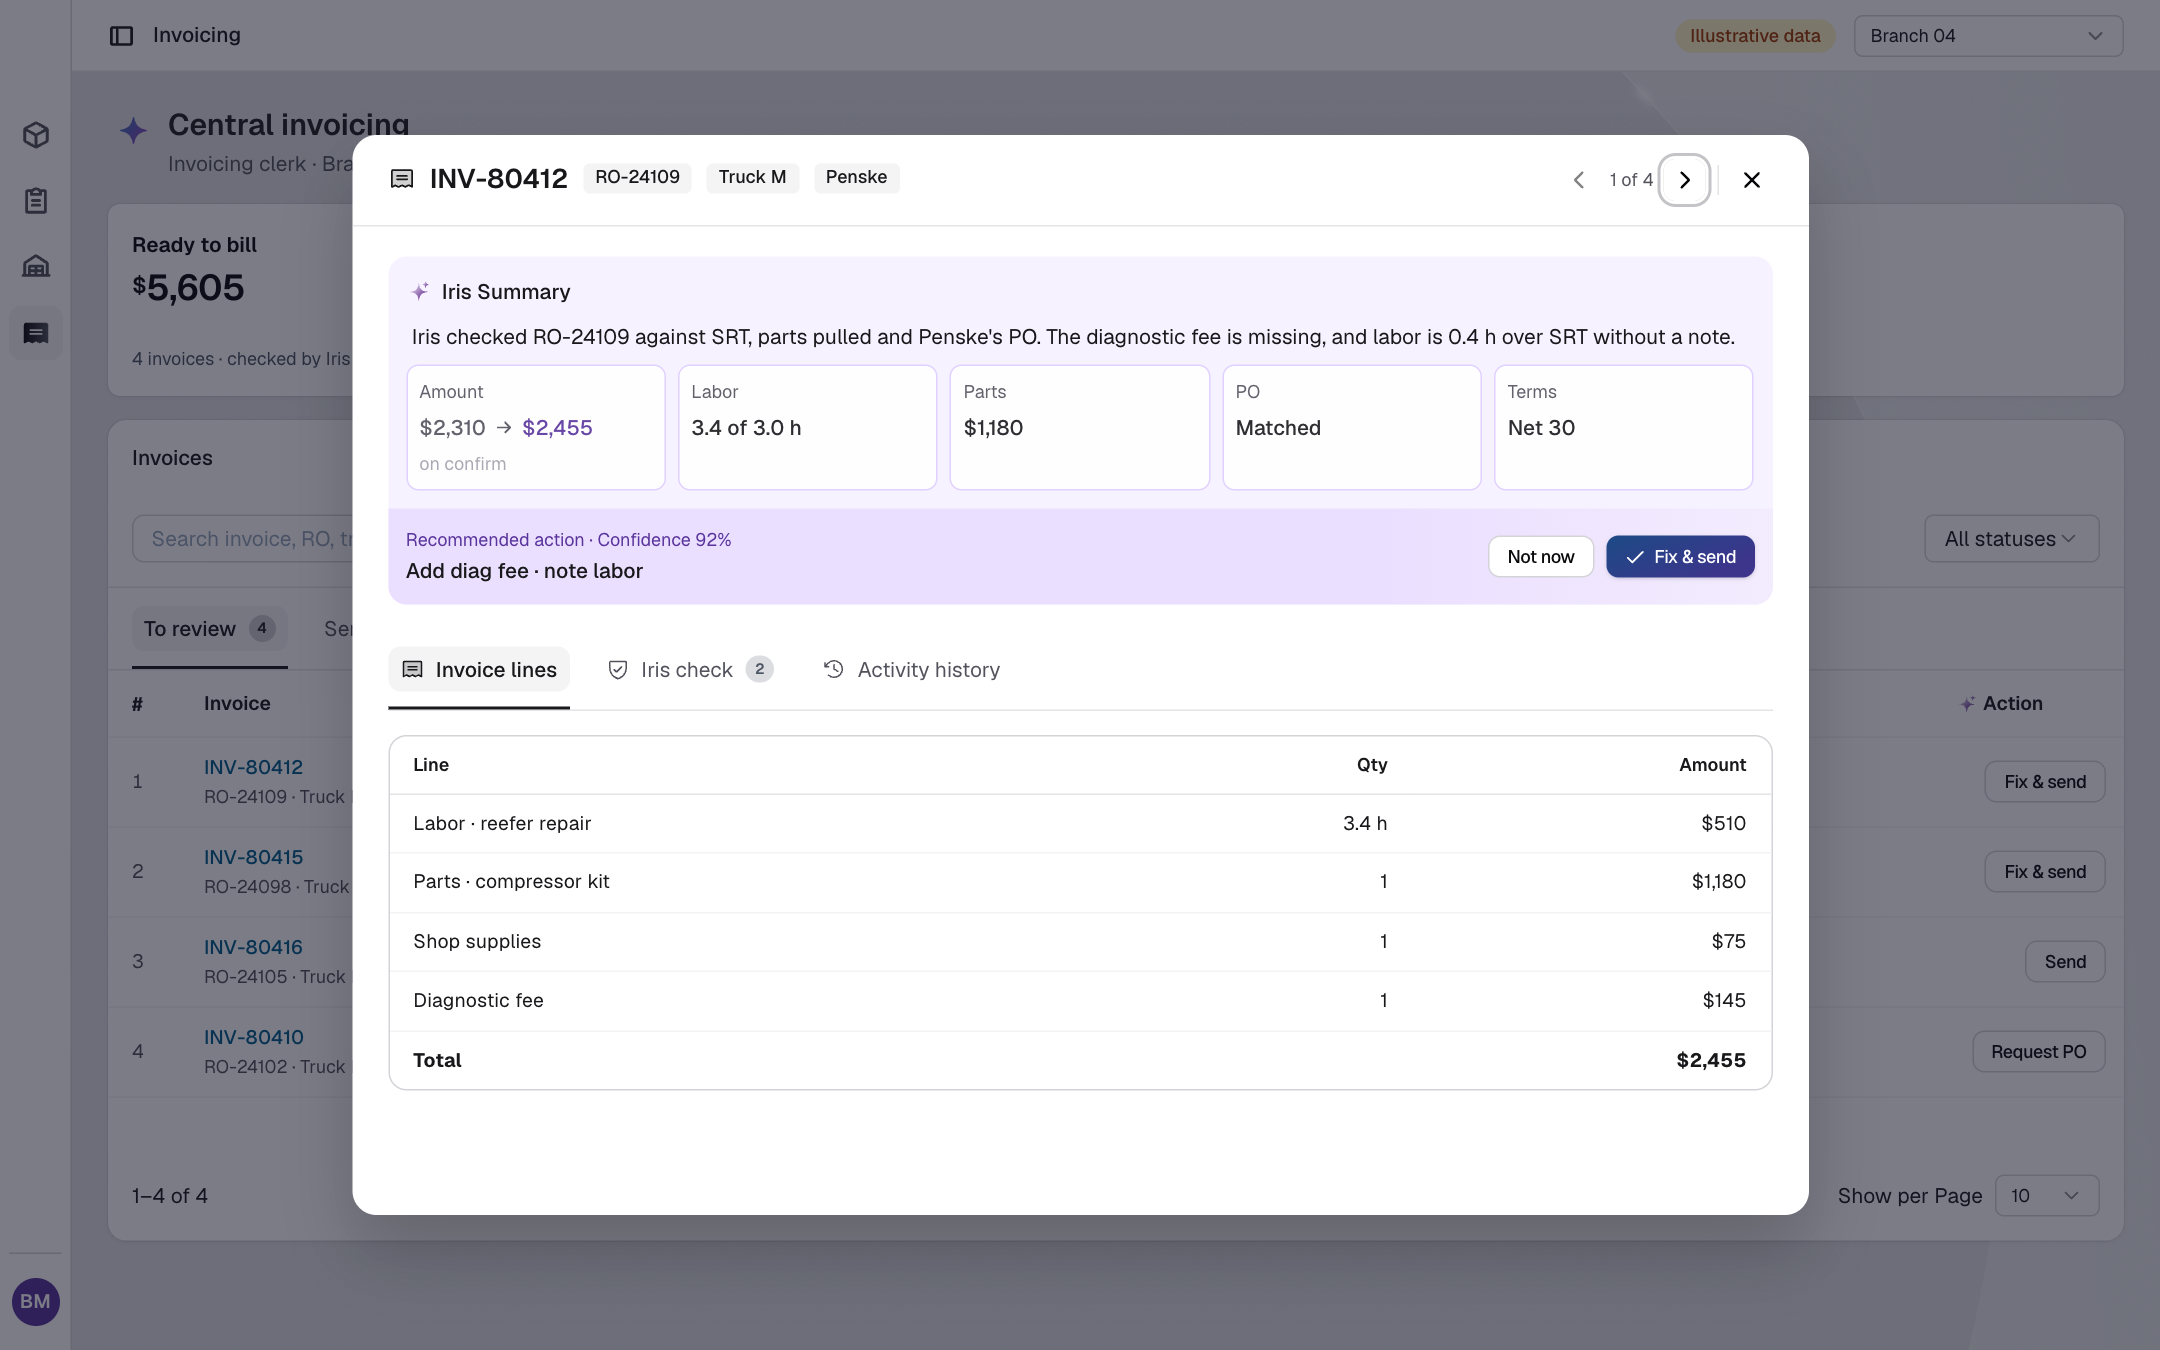 Invoicing
Illustrative data
Branch 04
Central invoicing
Invoicing clerk · Bra
Ready to bill
$5,605
4 invoices · checked by Iris
Invoices
Search invoice, RO, tr
All statuses
To review 4
Ser
# Invoice Action
1 INV-80412
RO-24109 · Truck
Fix & send
2 INV-80415
RO-24098 · Truck
Fix & send
3 INV-80416
RO-24105 · Truck
Send
4 INV-80410
RO-24102 · Truck
Request PO
1–4 of 4
Show per Page 10
BM
INV-80412 RO-24109 Truck M Penske
1 of 4
Iris Summary
Iris checked RO-24109 against SRT, parts pulled and Penske's PO. The diagnostic fee is missing, and labor is 0.4 h over SRT without a note.
Amount
$2,310 → $2,455
on confirm
Labor
3.4 of 3.0 h
Parts
$1,180
PO
Matched
Terms
Net 30
Recommended action · Confidence 92%
Add diag fee · note labor
Not now
Fix & send
Invoice lines
Iris check 2
Activity history
Line Qty Amount
Labor · reefer repair 3.4 h $510
Parts · compressor kit 1 $1,180
Shop supplies 1 $75
Diagnostic fee 1 $145
Total $2,455